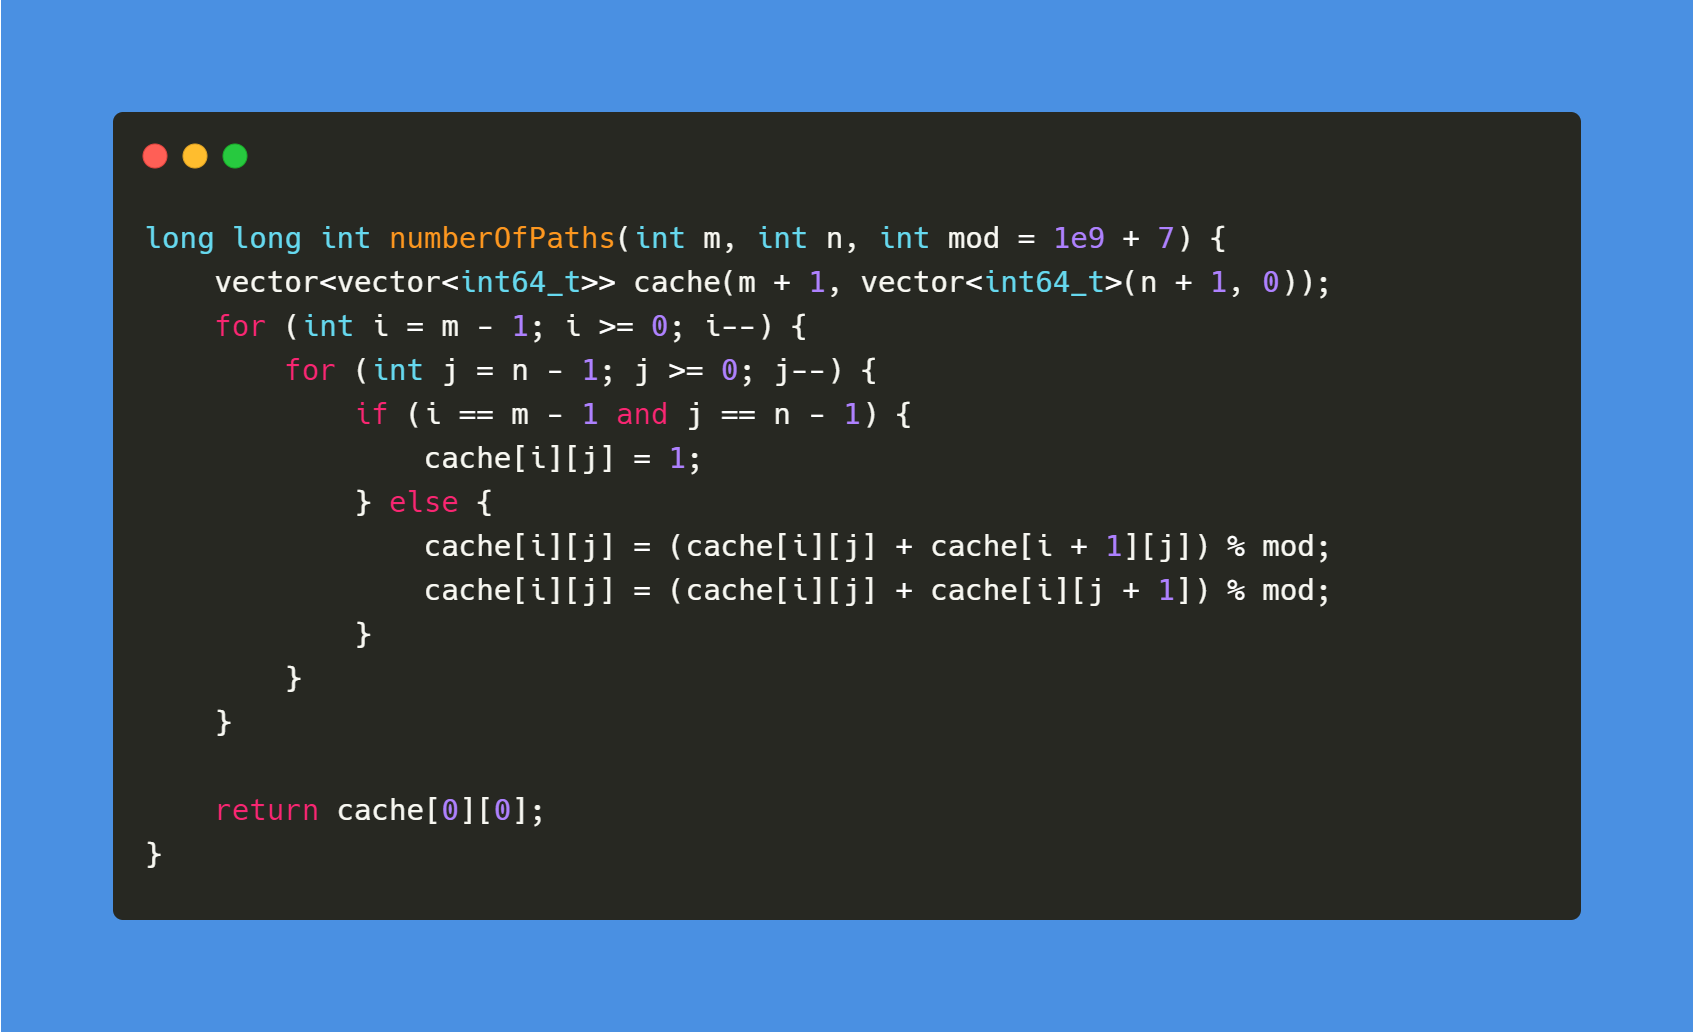 long long int numberOfPaths(int m, int n, int mod = 1e9 + 7) {
    vector<vector<int64_t>> cache(m + 1, vector<int64_t>(n + 1, 0));
    for (int i = m - 1; i >= 0; i--) {
        for (int j = n - 1; j >= 0; j--) {
            if (i == m - 1 and j == n - 1) {
                cache[i][j] = 1;
            } else {
                cache[i][j] = (cache[i][j] + cache[i + 1][j]) % mod;
                cache[i][j] = (cache[i][j] + cache[i][j + 1]) % mod;
            }
        }
    }

    return cache[0][0];
}